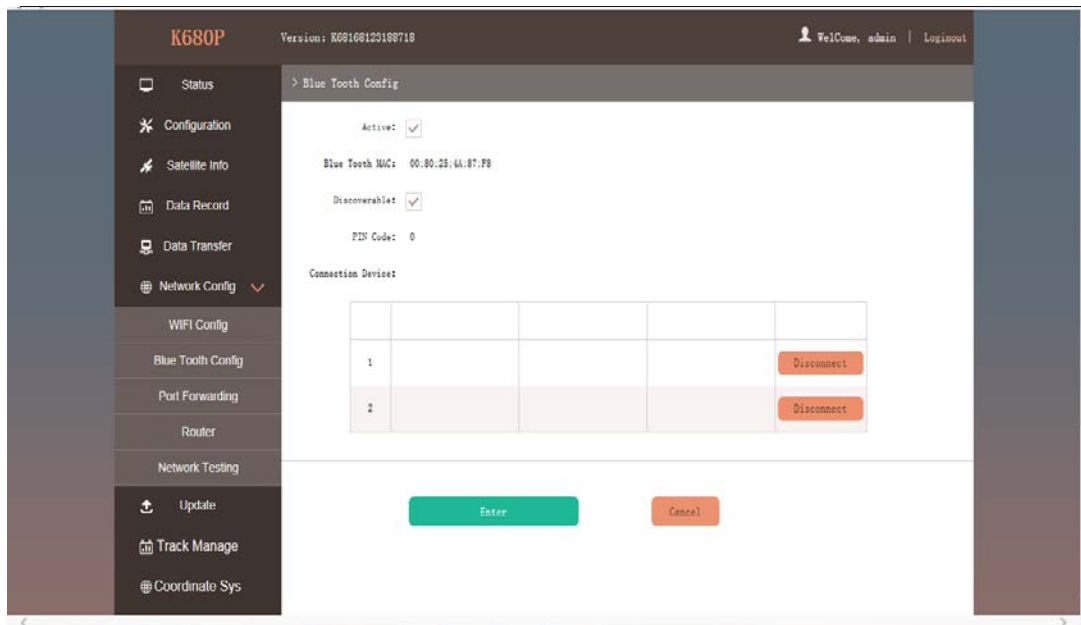 K680P
Version: K68168123188718
WelCome, admin | Loginout
Status
> Blue Tooth Config
Configuration
Active:
Satellite Info
Blue Tooth MAC: 00:80:25:4A:87:F8
Data Record
Discoverable:
Data Transfer
PIN Code: 0
Network Config
Connection Device:
WIFI Config
Blue Tooth Config
1
Disconnect
Port Forwarding
2
Disconnect
Router
Network Testing
Update
Enter
Cancel
Track Manage
Coordinate Sys